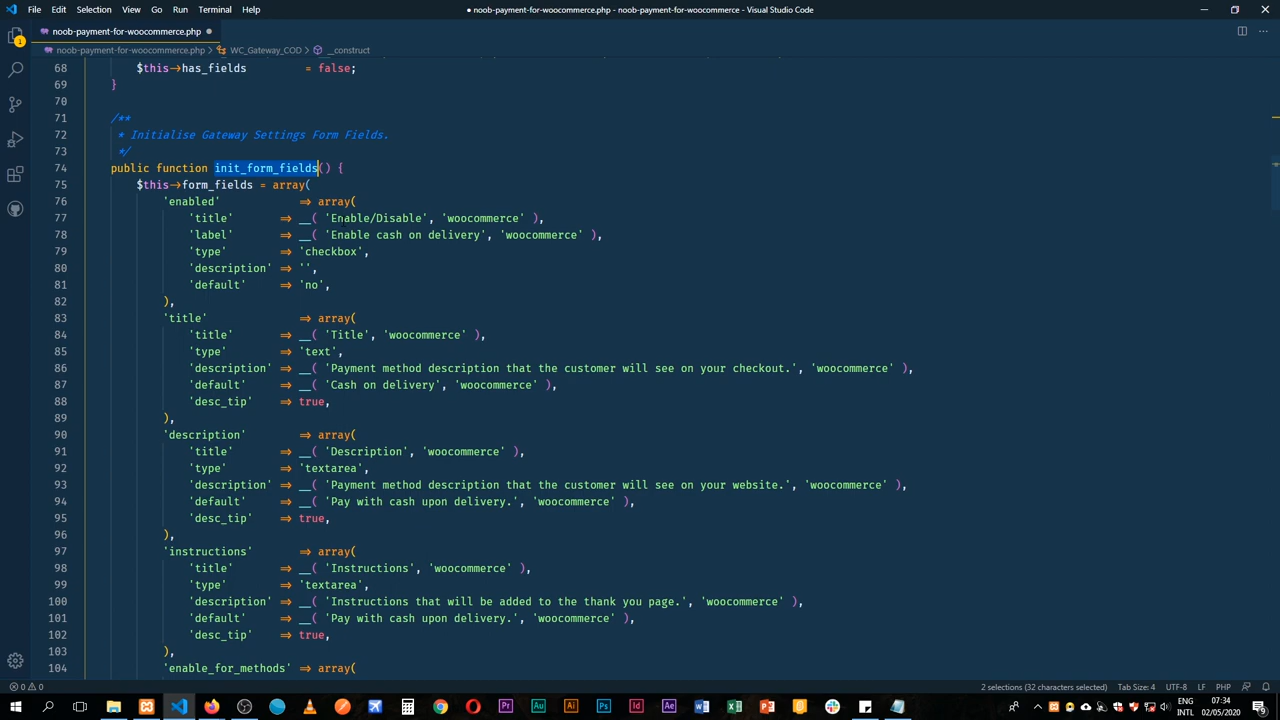 File Edit Selection View Go Run Terminal Help
● noob-payment-for-woocommerce.php - noob-payment-for-woocommerce - Visual Studio Code
noob-payment-for-woocommerce.php ●
noob-payment-for-woocommerce.php > WC_Gateway_COD > __construct
68 $this->has_fields = false;
69 }
70
71 /**
72 * Initialise Gateway Settings Form Fields.
73 */
74 public function init_form_fields() {
75 $this->form_fields = array(
76 'enabled' => array(
77 'title' => __( 'Enable/Disable', 'woocommerce' ),
78 'label' => __( 'Enable cash on delivery', 'woocommerce' ),
79 'type' => 'checkbox',
80 'description' => '',
81 'default' => 'no',
82 ),
83 'title' => array(
84 'title' => __( 'Title', 'woocommerce' ),
85 'type' => 'text',
86 'description' => __( 'Payment method description that the customer will see on your checkout.', 'woocommerce' ),
87 'default' => __( 'Cash on delivery', 'woocommerce' ),
88 'desc_tip' => true,
89 ),
90 'description' => array(
91 'title' => __( 'Description', 'woocommerce' ),
92 'type' => 'textarea',
93 'description' => __( 'Payment method description that the customer will see on your website.', 'woocommerce' ),
94 'default' => __( 'Pay with cash upon delivery.', 'woocommerce' ),
95 'desc_tip' => true,
96 ),
97 'instructions' => array(
98 'title' => __( 'Instructions', 'woocommerce' ),
99 'type' => 'textarea',
100 'description' => __( 'Instructions that will be added to the thank you page.', 'woocommerce' ),
101 'default' => __( 'Pay with cash upon delivery.', 'woocommerce' ),
102 'desc_tip' => true,
103 ),
104 'enable_for_methods' => array(
1
0 0 2 selections (32 characters selected) Tab Size: 4 UTF-8 LF PHP
Pr Au Ai Ps Id Ae
ENG 07:34
INTL 02/05/2020